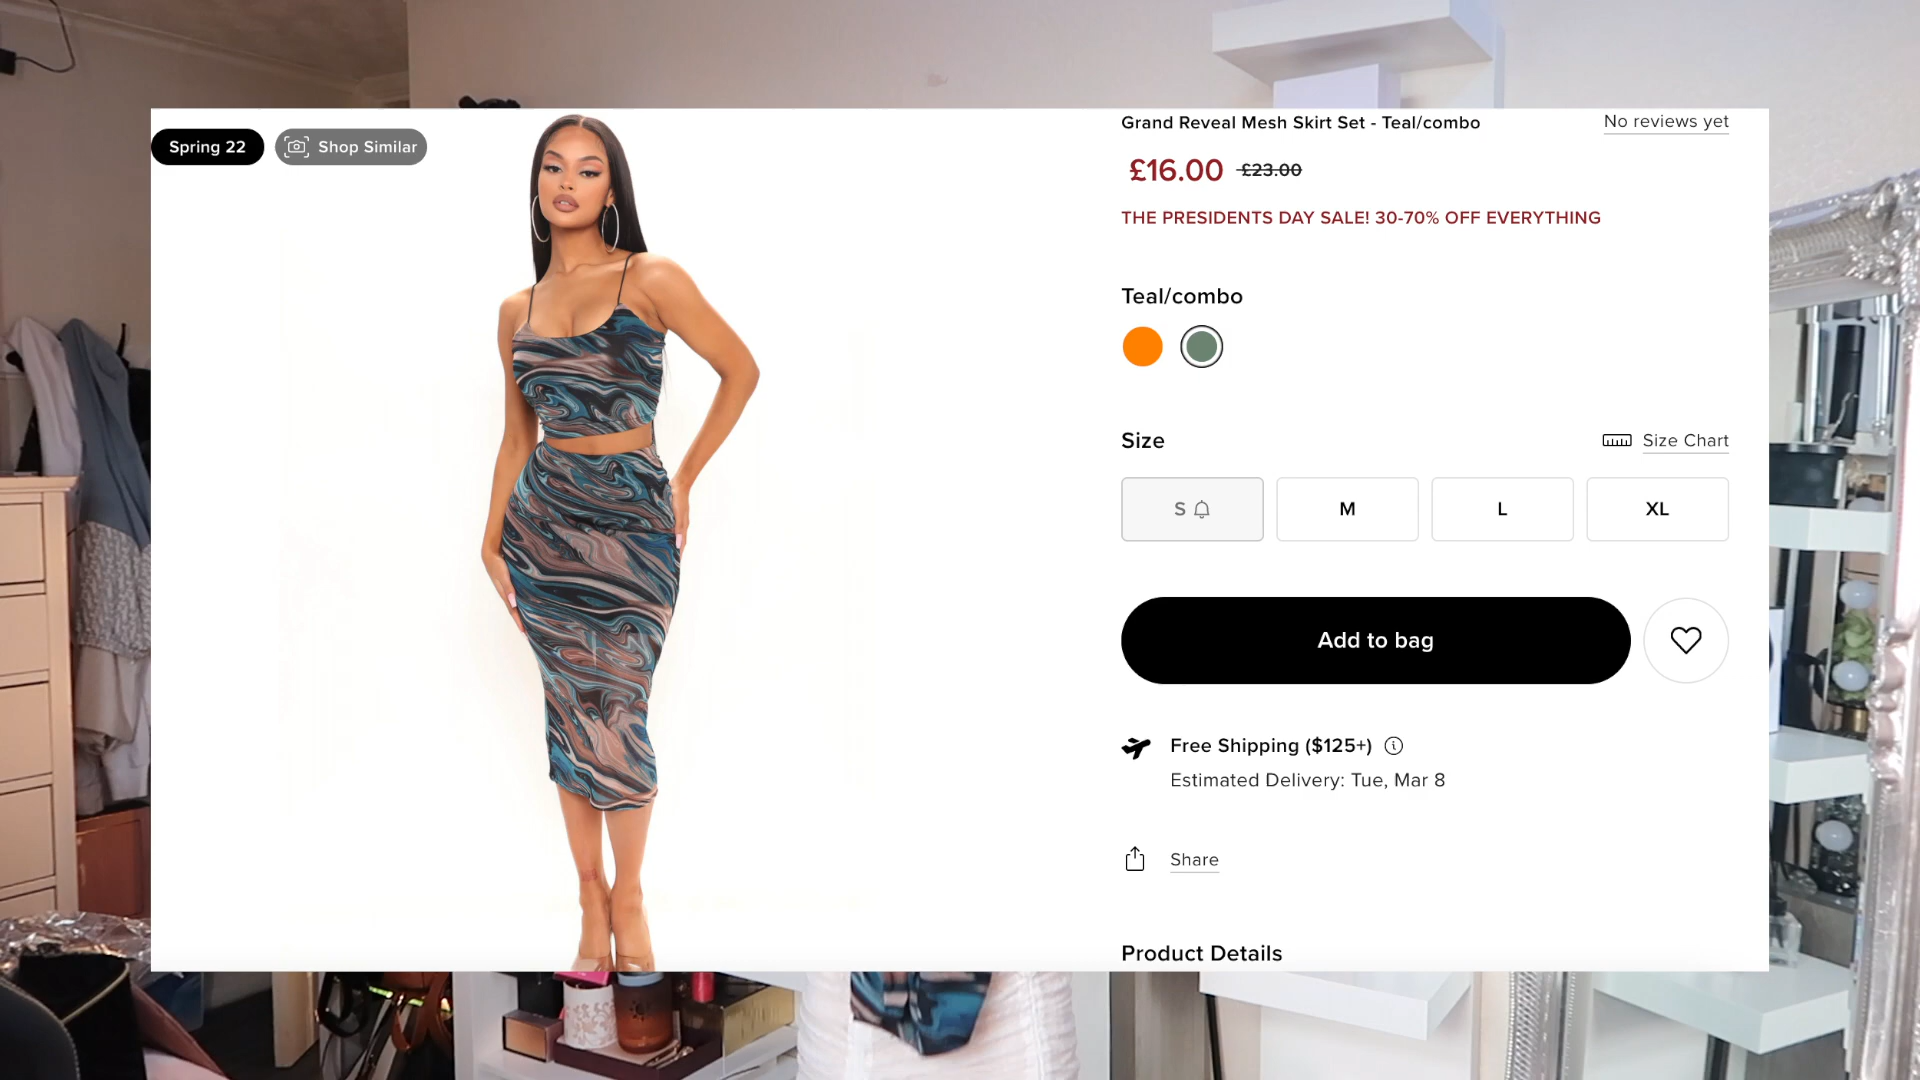 Spring 22
Shop Similar
Grand Reveal Mesh Skirt Set - Teal/combo
No reviews yet
£16.00 £23.00
THE PRESIDENTS DAY SALE! 30-70% OFF EVERYTHING
Teal/combo
Size
Size Chart
S
M
L
XL
Add to bag
Free Shipping ($125+)
Estimated Delivery: Tue, Mar 8
Share
Product Details